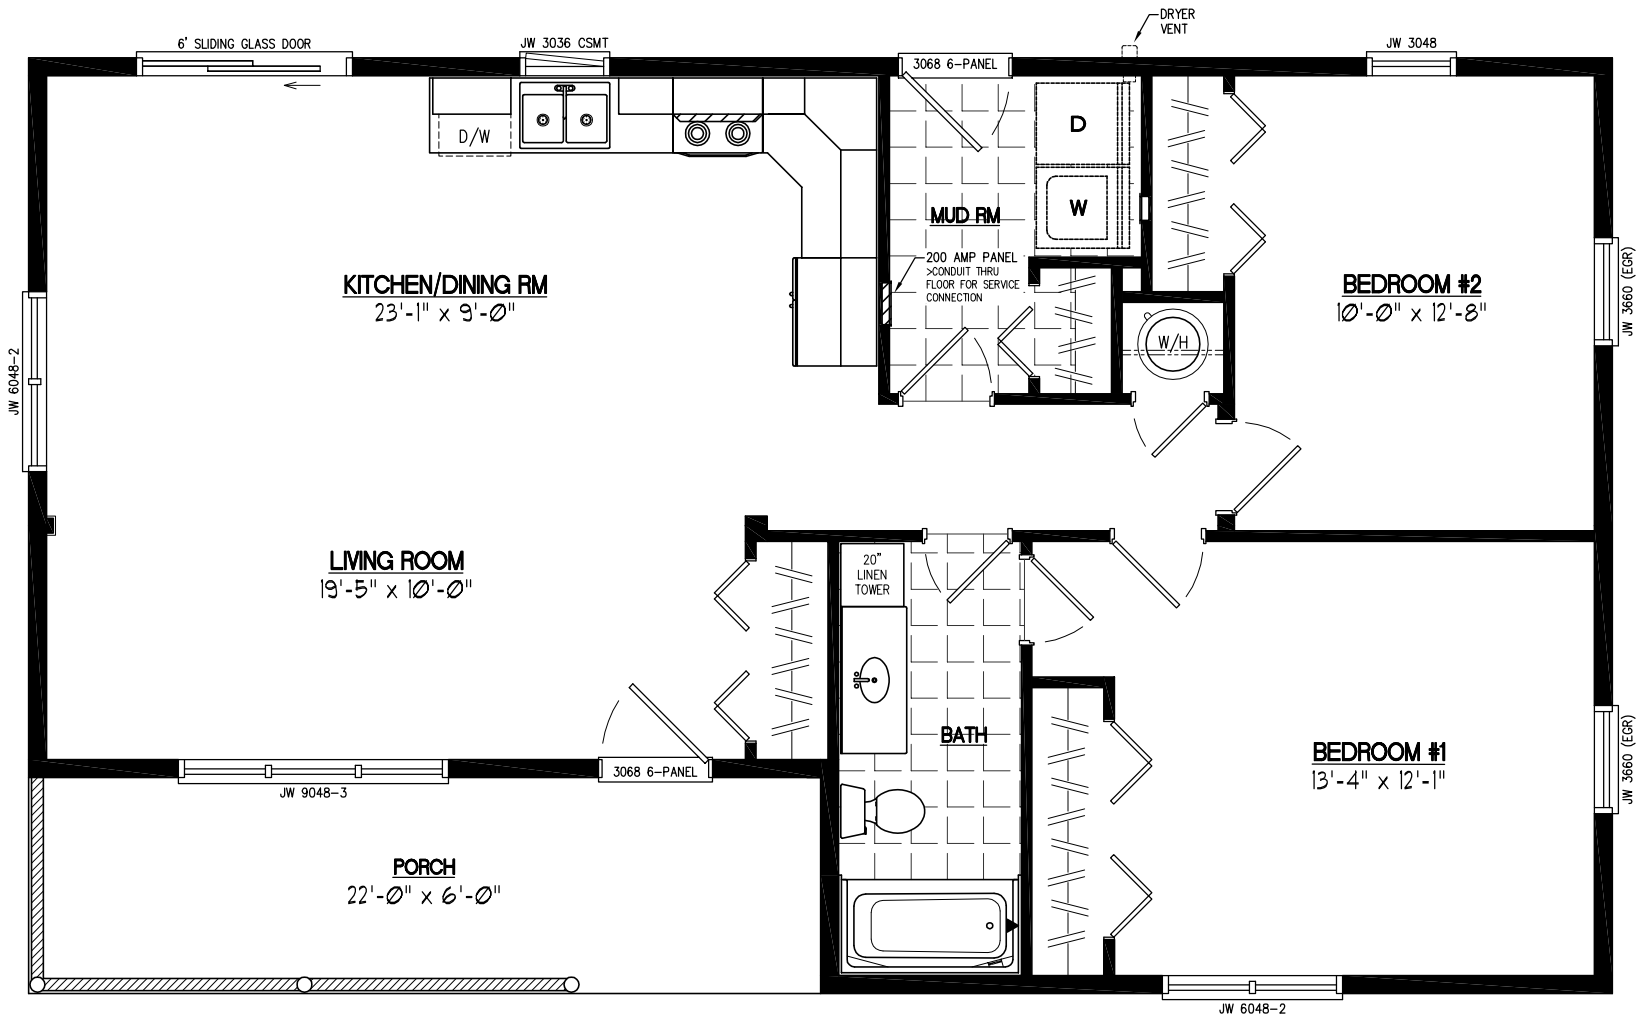 DRYER
VENT
6' SLIDING GLASS DOOR
JW 3036 CSMT
JW 3048
3068 6-PANEL
D/W
D
W
MUD RM
200 AMP PANEL
>CONDUIT THRU
FLOOR FOR SERVICE
CONNECTION
KITCHEN/DINING RM
23'-1" x 9'-0"
BEDROOM #2
10'-0" x 12'-8"
JW 3660 (EGR)
W/H
JW 6048-2
LIVING ROOM
19'-5" x 10'-0"
20"
LINEN
TOWER
BATH
BEDROOM #1
13'-4" x 12'-1"
JW 3660 (EGR)
3068 6-PANEL
JW 9048-3
PORCH
22'-0" x 6'-0"
JW 6048-2